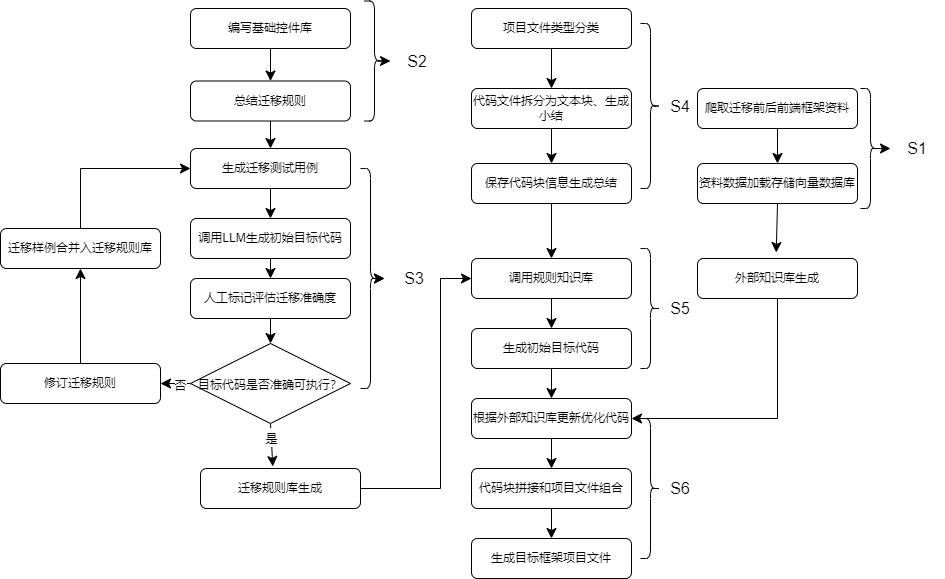 编写基础控件库
总结迁移规则
S2
生成迁移测试用例
调用LLM生成初始目标代码
人工标记评估迁移准确度
目标代码是否准确可执行?
S3
否
修订迁移规则
迁移样例合并入迁移规则库
是
迁移规则库生成
项目文件类型分类
代码文件拆分为文本块、生成
小结
保存代码块信息生成总结
S4
调用规则知识库
生成初始目标代码
S5
根据外部知识库更新优化代码
代码块拼接和项目文件组合
生成目标框架项目文件
S6
爬取迁移前后前端框架资料
资料数据加载存储向量数据库
S1
外部知识库生成